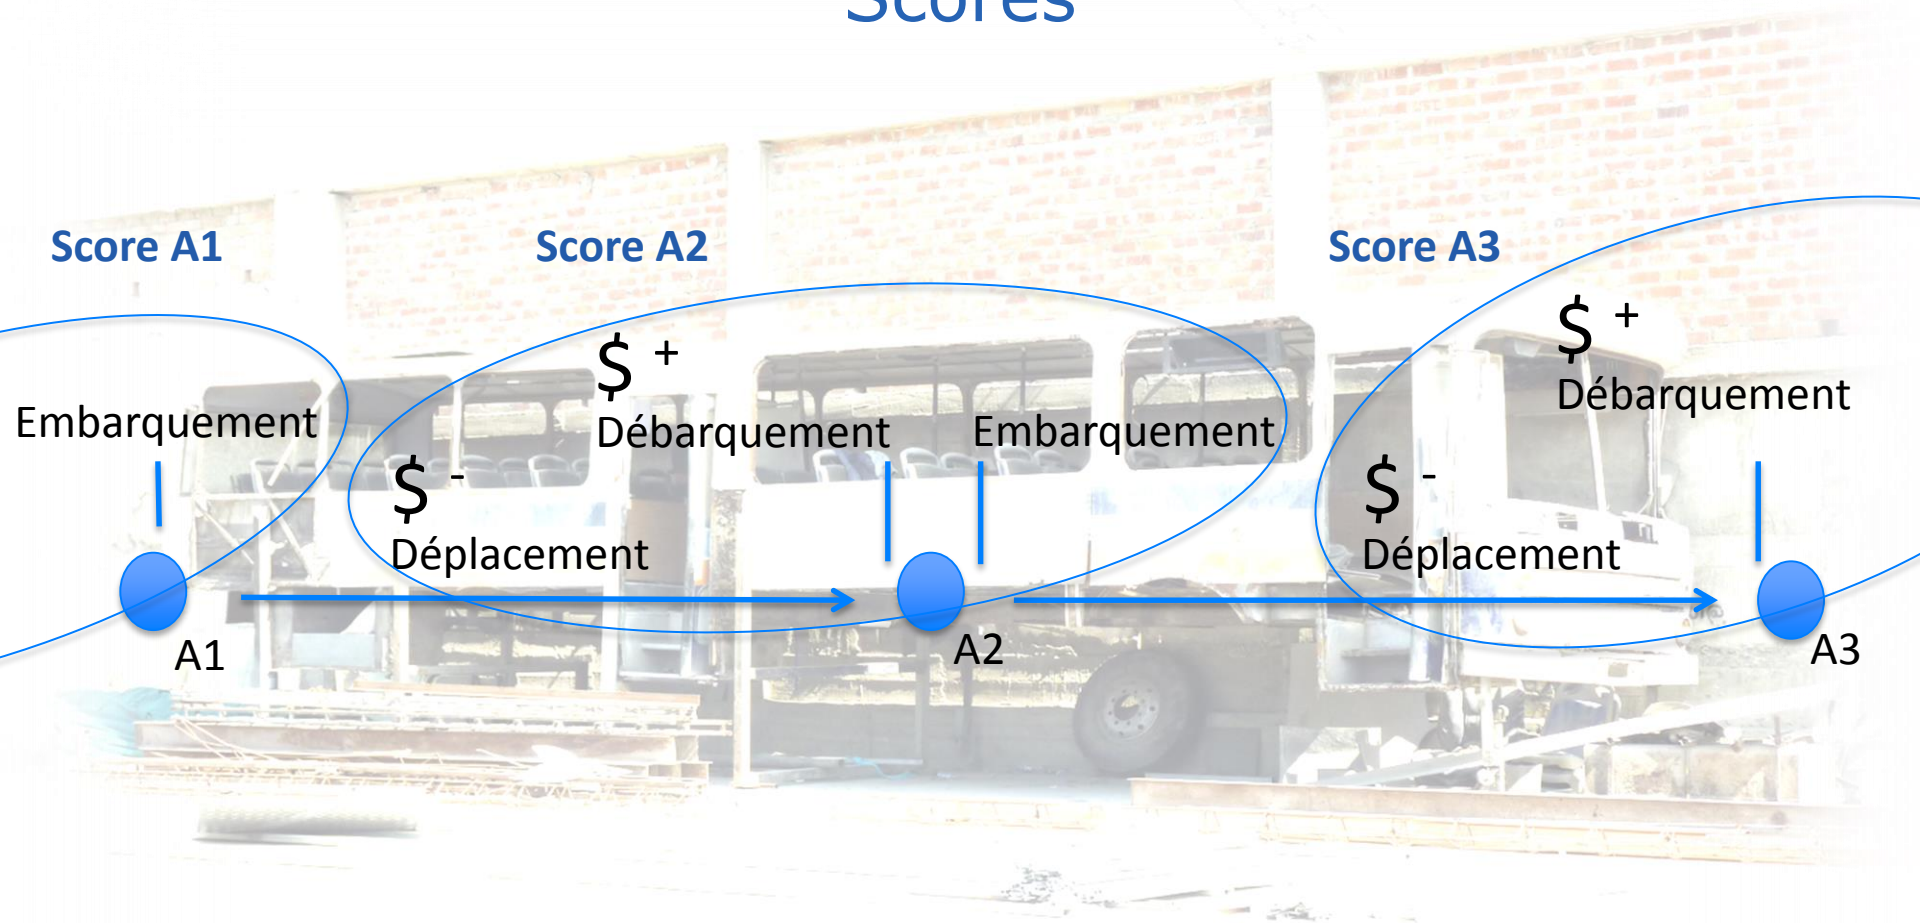 Scores
Score A1
Score A2
Score A3
$ +
Débarquement
$ +
Débarquement
Embarquement
Embarquement
$ -
Déplacement
$ -
Déplacement
A1
A2
A3